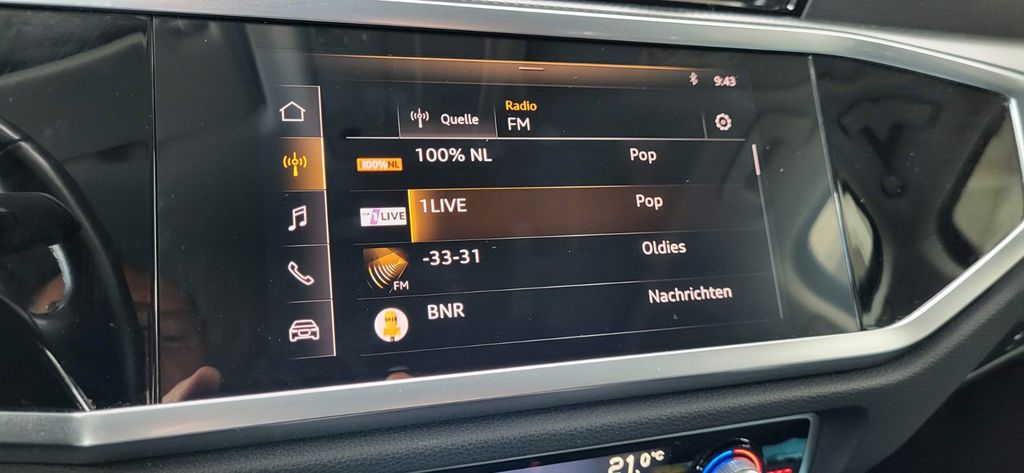 9:43
Quelle
Radio
FM
100%NL
100% NL Pop
1LIVE
1LIVE Pop
-33-31 Oldies
FM
BNR Nachrichten
21.0°C